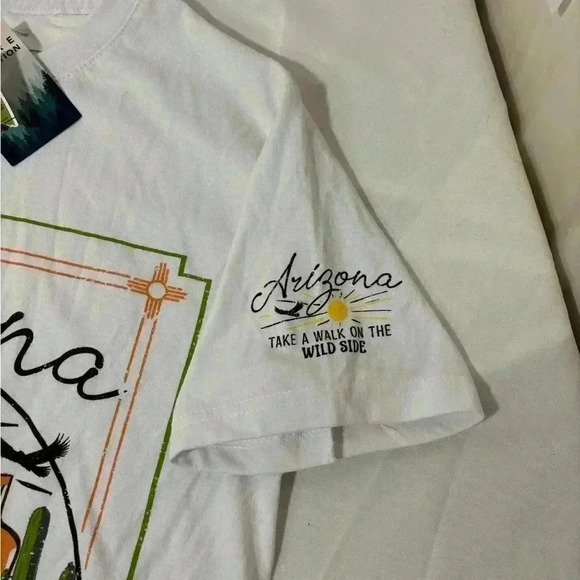 Arizona
TAKE A WALK ON THE
WILD SIDE